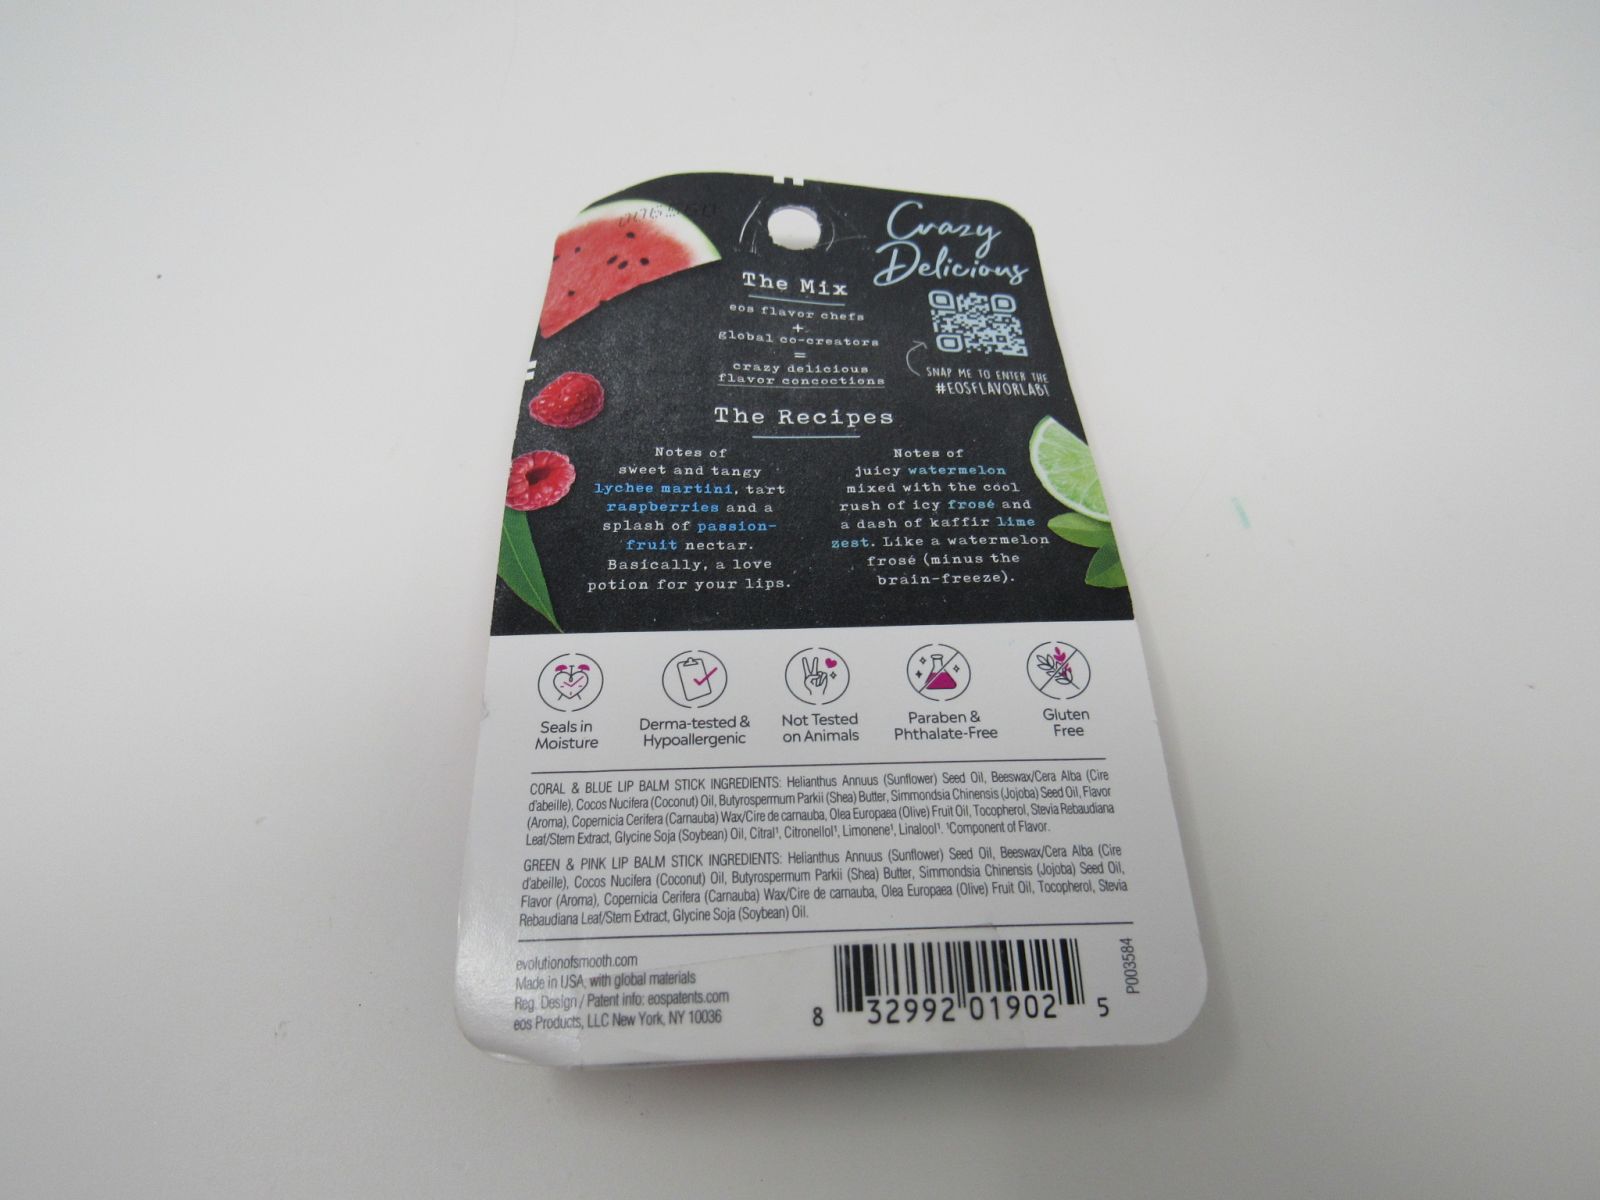 Crazy
Delicious
The Mix
eos flavor chefs
+
global co-creators
=
crazy delicious
flavor concoctions
SNAP ME TO ENTER THE
#EOSFLAVORLAB!
The Recipes
Notes of
sweet and tangy
lychee martini, tart
raspberries and a
splash of passion-
fruit nectar.
Basically, a love
potion for your lips.
Notes of
juicy watermelon
mixed with the cool
rush of icy frosé and
a dash of kaffir lime
zest. Like a watermelon
frosé (minus the
brain-freeze).
Seals in
Moisture
Derma-tested &
Hypoallergenic
Not Tested
on Animals
Paraben &
Phthalate-Free
Gluten
Free
CORAL & BLUE LIP BALM STICK INGREDIENTS: Helianthus Annuus (Sunflower) Seed Oil, Beeswax/Cera Alba (Cire
d'abeille), Cocos Nucifera (Coconut) Oil, Butyrospermum Parkii (Shea) Butter, Simmondsia Chinensis (Jojoba) Seed Oil, Flavor
(Aroma), Copernicia Cerifera (Carnauba) Wax/Cire de carnauba, Olea Europaea (Olive) Fruit Oil, Tocopherol, Stevia Rebaudiana
Leaf/Stem Extract, Glycine Soja (Soybean) Oil, Citral¹, Citronellol¹, Limonene¹, Linalool¹. ¹Component of Flavor.
GREEN & PINK LIP BALM STICK INGREDIENTS: Helianthus Annuus (Sunflower) Seed Oil, Beeswax/Cera Alba (Cire
d'abeille), Cocos Nucifera (Coconut) Oil, Butyrospermum Parkii (Shea) Butter, Simmondsia Chinensis (Jojoba) Seed Oil,
Flavor (Aroma), Copernicia Cerifera (Carnauba) Wax/Cire de carnauba, Olea Europaea (Olive) Fruit Oil, Tocopherol, Stevia
Rebaudiana Leaf/Stem Extract, Glycine Soja (Soybean) Oil.
evolutionofsmooth.com
Made in USA, with global materials
Reg. Design / Patent info: eospatents.com
eos Products, LLC New York, NY 10036
8 32992 01902 5
P003584